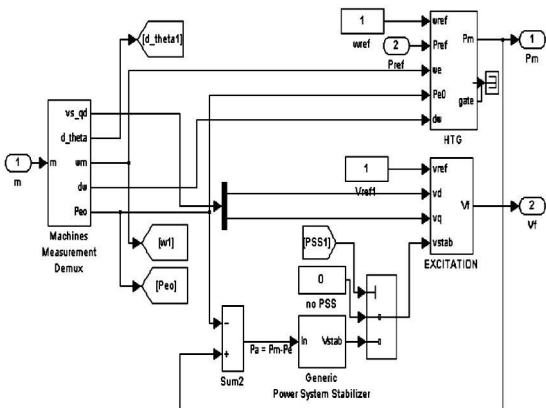 [d_theta1]
1
wref
2
Pref
wref
Pref
we
Pe0
dw
Pm
gate
HTG
1
Pm
1
m
m
vs_qd
d_theta
wm
dw
Peo
Machines
Measurement
Demux
[w1]
[Peo]
1
Vref1
vref
vd
vq
vstab
Vf
EXCITATION
2
Vf
[PSS1]
0
no PSS
Sum2
Pa = Pm-Pe
In
Vstab
Generic
Power System Stabilizer